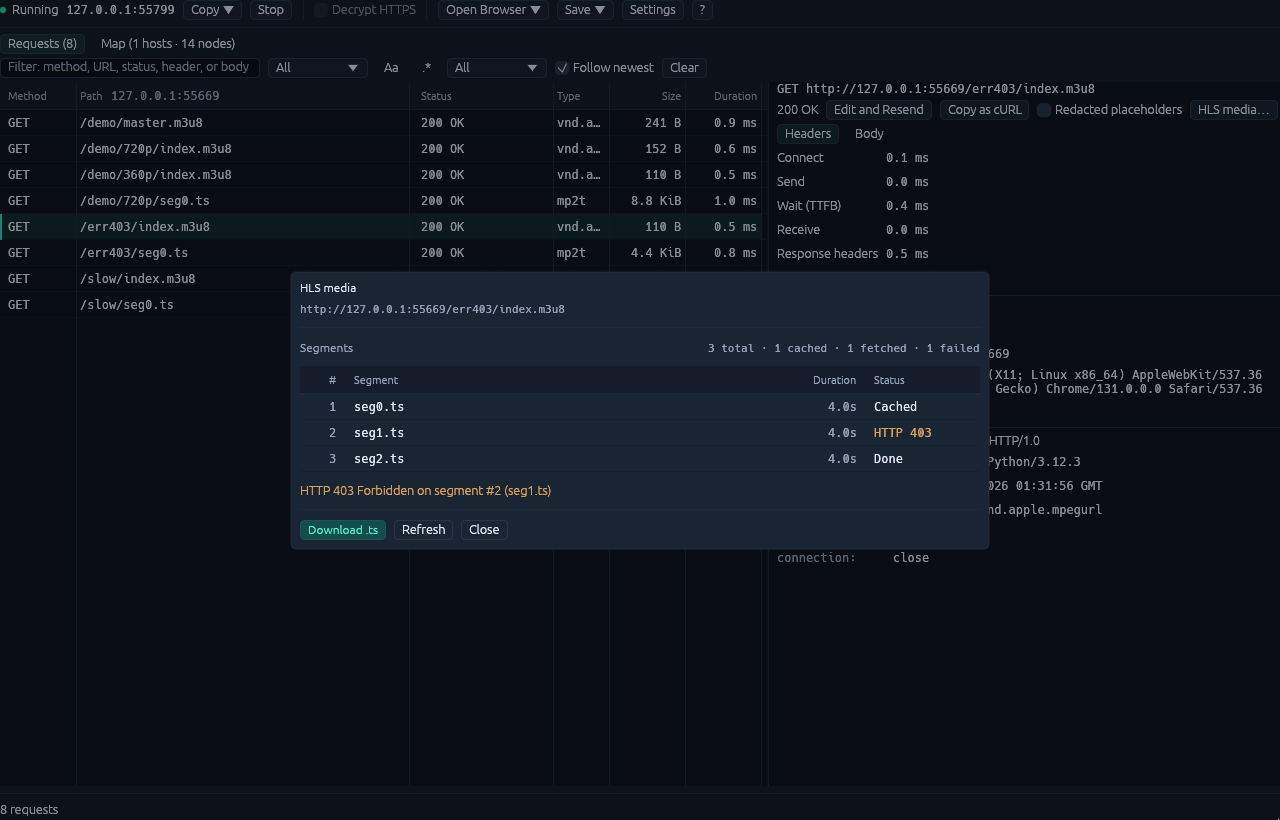 Running 127.0.0.1:55799 Copy ▼ Stop Decrypt HTTPS Open Browser ▼ Save ▼ Settings ?
Requests (8) Map (1 hosts · 14 nodes)
Filter: method, URL, status, header, or body All ▼ Aa .* All ▼ Follow newest Clear
Method Path 127.0.0.1:55669 Status Type Size Duration
GET /demo/master.m3u8 200 OK vnd.a… 241 B 0.9 ms
GET /demo/720p/index.m3u8 200 OK vnd.a… 152 B 0.6 ms
GET /demo/360p/index.m3u8 200 OK vnd.a… 110 B 0.5 ms
GET /demo/720p/seg0.ts 200 OK mp2t 8.8 KiB 1.0 ms
GET /err403/index.m3u8 200 OK vnd.a… 110 B 0.5 ms
GET /err403/seg0.ts 200 OK mp2t 4.4 KiB 0.8 ms
GET /slow/index.m3u8
GET /slow/seg0.ts
GET http://127.0.0.1:55669/err403/index.m3u8
200 OK Edit and Resend Copy as cURL Redacted placeholders HLS media…
Headers Body
Connect 0.1 ms
Send 0.0 ms
Wait (TTFB) 0.4 ms
Receive 0.0 ms
Response headers 0.5 ms
HLS media
http://127.0.0.1:55669/err403/index.m3u8
Segments 3 total · 1 cached · 1 fetched · 1 failed
# Segment Duration Status
1 seg0.ts 4.0s Cached
2 seg1.ts 4.0s HTTP 403
3 seg2.ts 4.0s Done
HTTP 403 Forbidden on segment #2 (seg1.ts)
Download .ts Refresh Close
669
(X11; Linux x86_64) AppleWebKit/537.36
Gecko) Chrome/131.0.0.0 Safari/537.36
HTTP/1.0
Python/3.12.3
026 01:31:56 GMT
nd.apple.mpegurl
connection: close
8 requests